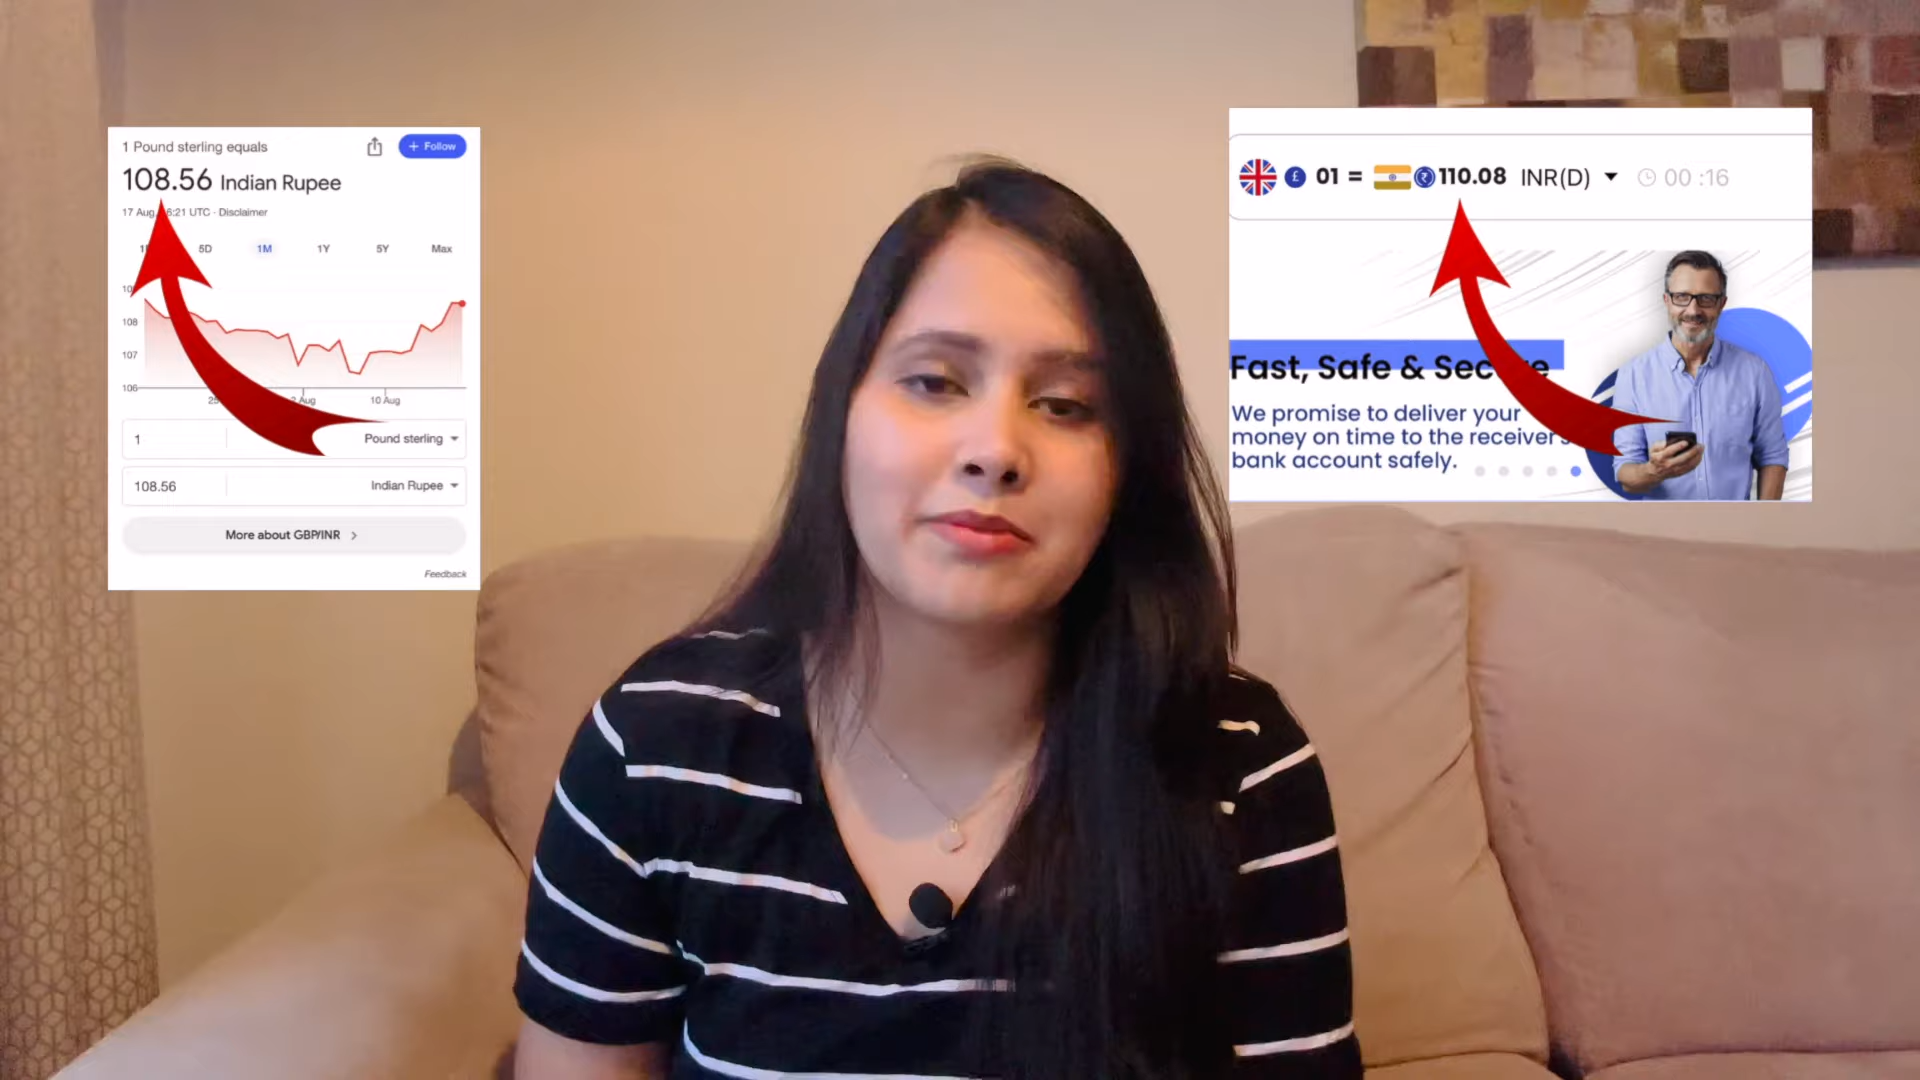 1 Pound sterling equals
+ Follow
108.56 Indian Rupee
17 Aug, 6:21 UTC · Disclaimer
5D 1M 1Y 5Y Max
108
107
106
Aug 10 Aug
1 Pound sterling
108.56 Indian Rupee
More about GBP/INR >
Feedback
£ 01 = ₹ 110.08 INR(D) 00 :16
Fast, Safe &
We promise to deliver your
money on time to the receiver's
bank account safely.